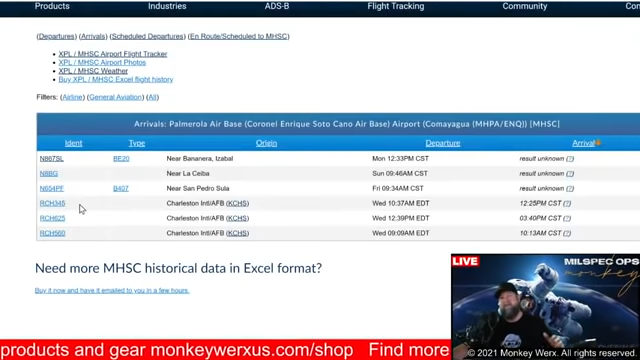 Products Industries ADS-B Flight Tracking Community
(Departures) (Arrivals) (Scheduled Departures) (En Route/Scheduled to MHSC)
XPL / MHSC Airport Flight Tracker
XPL / MHSC Airport Photos
XPL / MHSC Weather
Buy XPL / MHSC Excel flight history
Filters: (Airline) (General Aviation) (All)
Arrivals: Palmerola Air Base (Coronel Enrique Soto Cano Air Base) Airport (Comayagua (MHPA/ENQ)) [MHSC]
Ident Type Origin Departure Arrival
N867SL BE20 Near Bananera, Izabal Mon 12:33PM CST result unknown (?)
N8BG Near La Ceiba Sun 09:46AM CST result unknown (?)
N654PF B407 Near San Pedro Sula Fri 09:34AM CST result unknown (?)
RCH345 Charleston Intl/AFB (KCHS) Wed 10:37AM EDT 12:25PM CST (?)
RCH625 Charleston Intl/AFB (KCHS) Wed 12:39PM EDT 03:40PM CST (?)
RCH560 Charleston Intl/AFB (KCHS) Wed 09:09AM EDT 10:13AM CST (?)
Need more MHSC historical data in Excel format?
Buy it now and have it emailed to you in a few hours.
LIVE MILSPEC OPS
monkey
products and gear monkeywerxus.com/shop Find more
© 2021 Monkey Werx. All rights reserved.